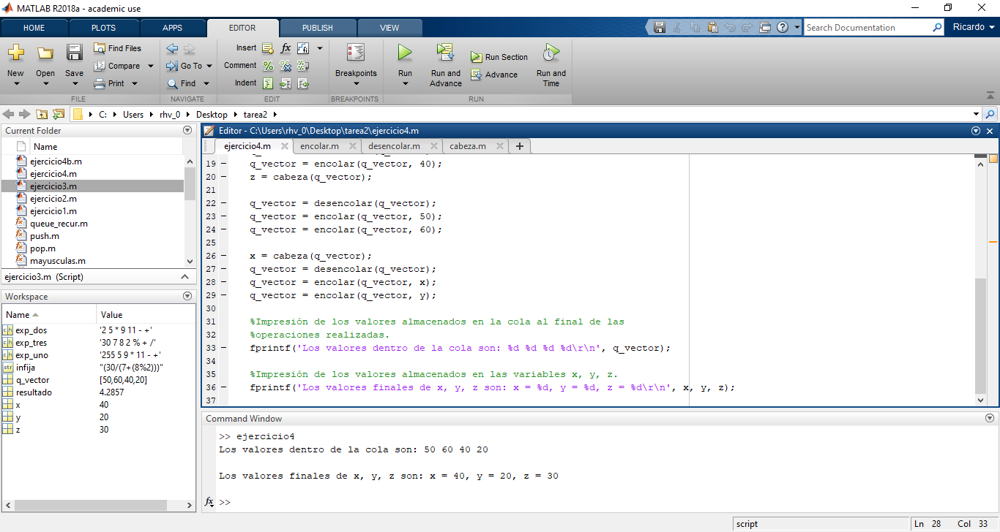 MATLAB R2018a - academic use
HOME PLOTS APPS EDITOR PUBLISH VIEW Search Documentation Ricardo
New Open Save Find Files Compare Print
FILE
Go To Find
NAVIGATE
Insert fx
Comment
Indent
EDIT
Breakpoints
BREAKPOINTS
Run Run and Advance Run Section Advance Run and Time
RUN
C: Users rhv_0 Desktop tarea2
Current Folder
Name
ejercicio4b.m
ejercicio4.m
ejercicio3.m
ejercicio2.m
ejercicio1.m
queue_recur.m
push.m
pop.m
mayusculas.m
ejercicio3.m (Script)
Workspace
Name Value
exp_dos '2 5 * 9 11 - +'
exp_tres '30 7 8 2 % + /'
exp_uno '255 5 9 * 11 - +'
infija "(30/(7+(8%2)))"
q_vector [50,60,40,20]
resultado 4.2857
x 40
y 20
z 30
Editor - C:\Users\rhv_0\Desktop\tarea2\ejercicio4.m
ejercicio4.m encolar.m desencolar.m cabeza.m
19 q_vector = encolar(q_vector, 40);
20 z = cabeza(q_vector);
21
22 q_vector = desencolar(q_vector);
23 q_vector = encolar(q_vector, 50);
24 q_vector = encolar(q_vector, 60);
25
26 x = cabeza(q_vector);
27 q_vector = desencolar(q_vector);
28 q_vector = encolar(q_vector, x);
29 q_vector = encolar(q_vector, y);
30
31 %Impresión de los valores almacenados en la cola al final de las
32 %operaciones realizadas.
33 fprintf('Los valores dentro de la cola son: %d %d %d %d\r\n', q_vector);
34
35 %Impresión de los valores almacenados en las variables x, y, z.
36 fprintf('Los valores finales de x, y, z son: x = %d, y = %d, z = %d\r\n', x, y, z);
37
Command Window
>> ejercicio4
Los valores dentro de la cola son: 50 60 40 20
Los valores finales de x, y, z son: x = 40, y = 20, z = 30
fx >>
script Ln 28 Col 33